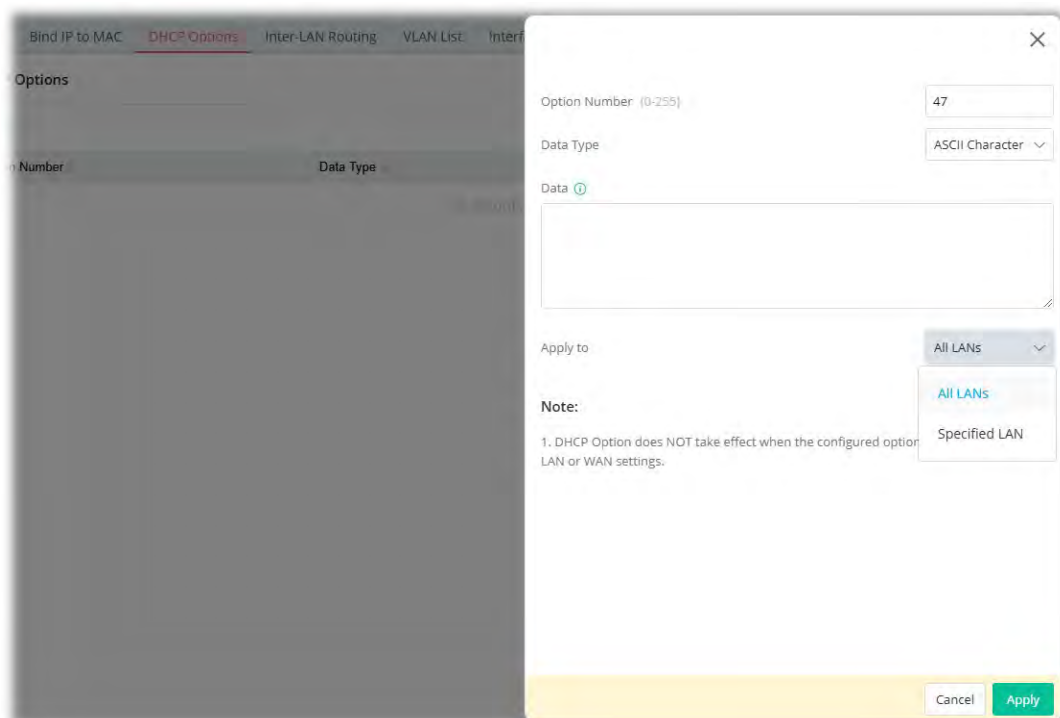 Bind IP to MAC DHCP Options Inter-LAN Routing VLAN List Interf
Options
Number Data Type
Option Number (0-255) 47
Data Type ASCII Character
Data
Apply to All LANs
All LANs
Specified LAN
Note:
1. DHCP Option does NOT take effect when the configured option
LAN or WAN settings.
Cancel Apply